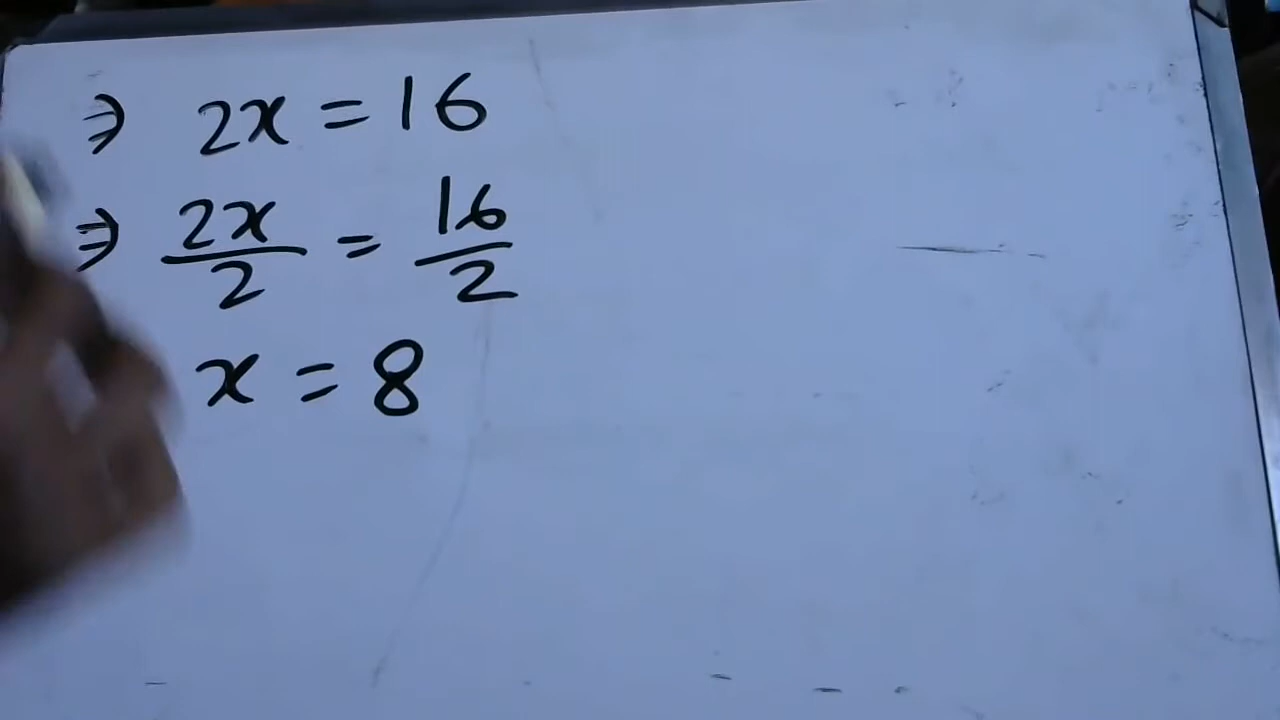 ⇒ 2x = 16
⇒ 2x/2 = 16/2
x = 8